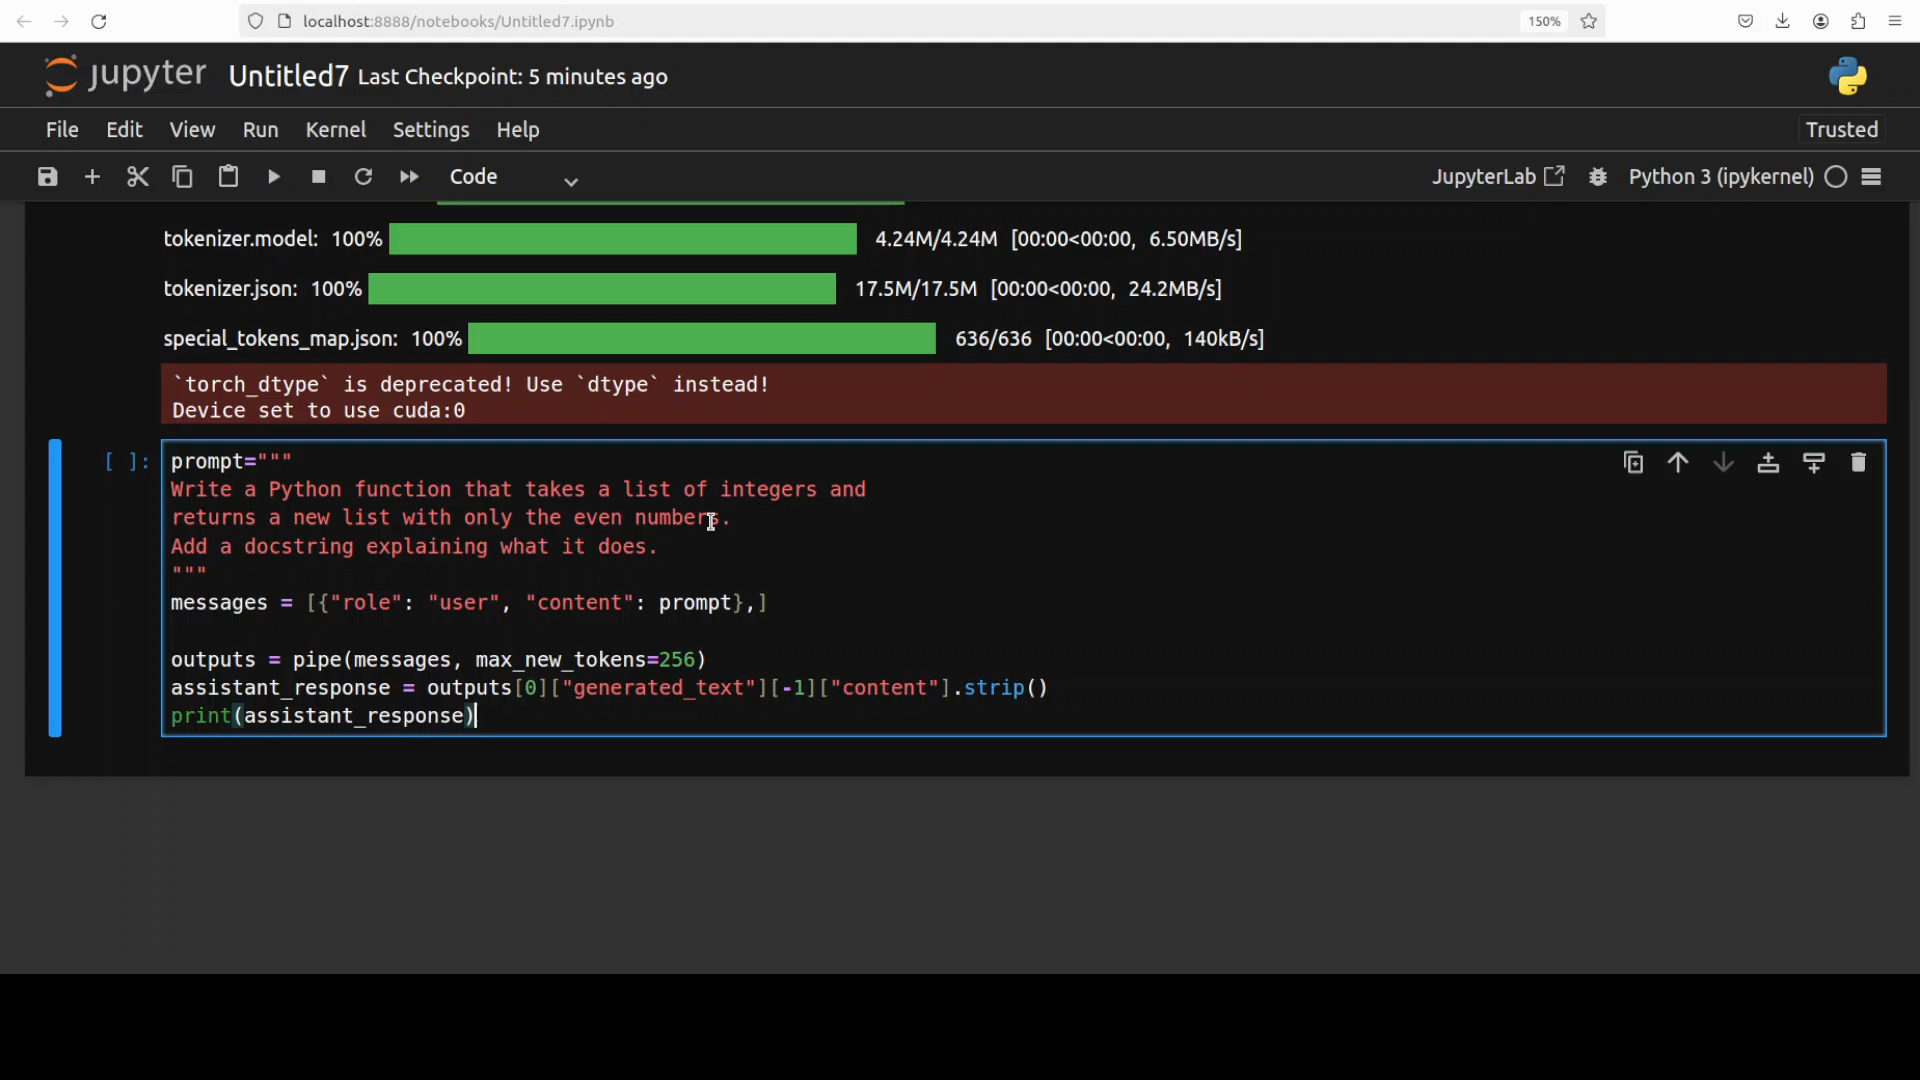 localhost:8888/notebooks/Untitled7.ipynb 150%
jupyter Untitled7 Last Checkpoint: 5 minutes ago
File Edit View Run Kernel Settings Help Trusted
Code JupyterLab Python 3 (ipykernel)
tokenizer.model: 100% 4.24M/4.24M [00:00<00:00, 6.50MB/s]
tokenizer.json: 100% 17.5M/17.5M [00:00<00:00, 24.2MB/s]
special_tokens_map.json: 100% 636/636 [00:00<00:00, 140kB/s]
`torch_dtype` is deprecated! Use `dtype` instead!
Device set to use cuda:0
[ ]: prompt="""
Write a Python function that takes a list of integers and
returns a new list with only the even numbers.
Add a docstring explaining what it does.
"""
messages = [{"role": "user", "content": prompt},]
outputs = pipe(messages, max_new_tokens=256)
assistant_response = outputs[0]["generated_text"][-1]["content"].strip()
print(assistant_response)